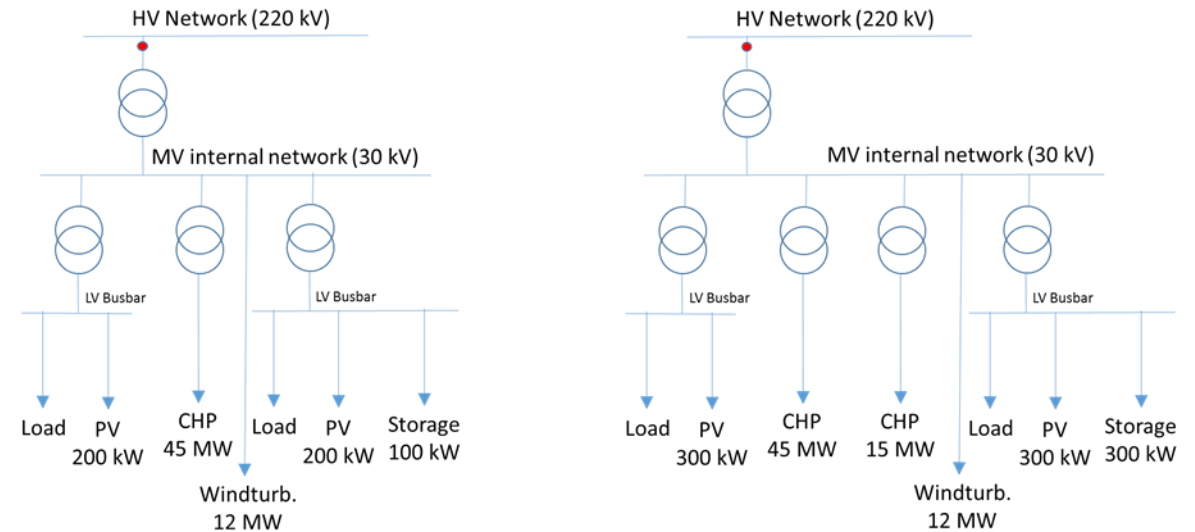 HV Network (220 kV)
MV internal network (30 kV)
LV Busbar
LV Busbar
Load
PV
200 kW
CHP
45 MW
Load
PV
200 kW
Storage
100 kW
Windturb.
12 MW
HV Network (220 kV)
MV internal network (30 kV)
LV Busbar
LV Busbar
Load
PV
300 kW
CHP
45 MW
CHP
15 MW
Load
PV
300 kW
Storage
300 kW
Windturb.
12 MW